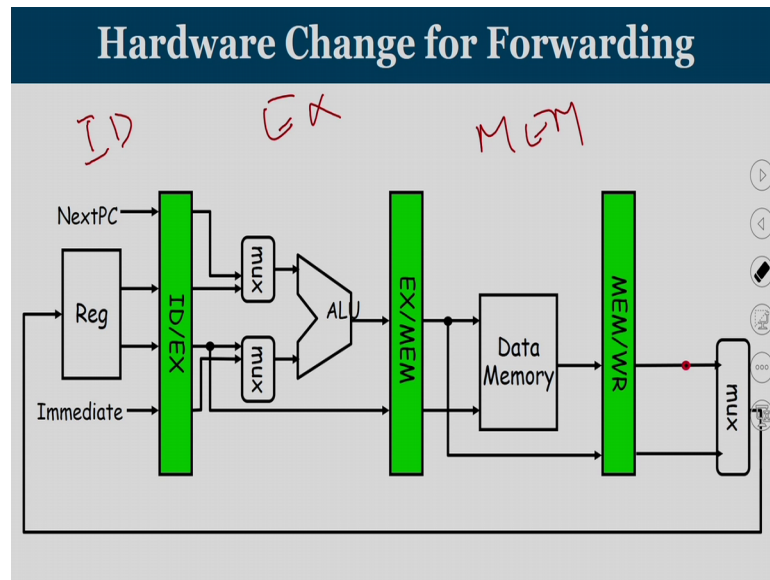 Hardware Change for Forwarding
ID
EX
MEM
NextPC
Reg
Immediate
ID/EX
mux
mux
ALU
EX/MEM
Data
Memory
MEM/WR
mux